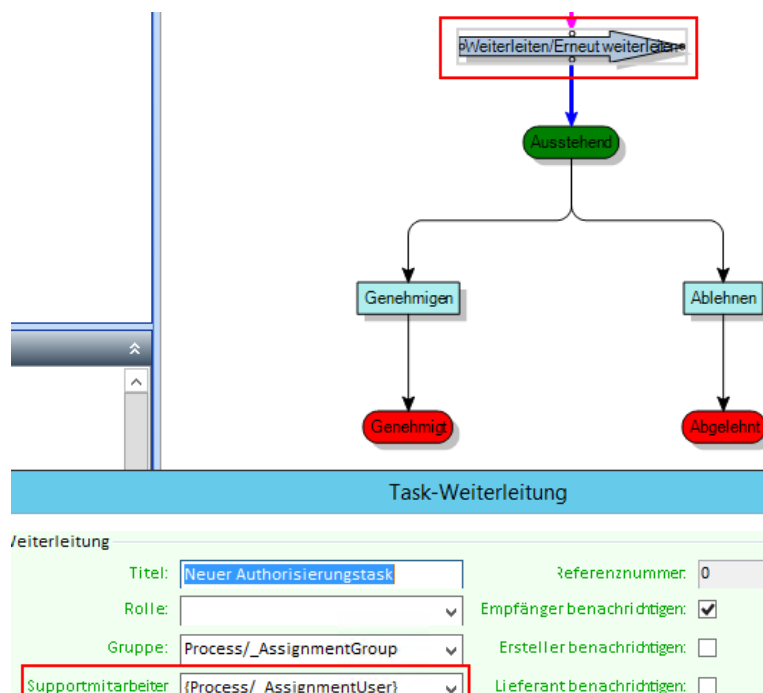 Weiterleiten/Erneut weiterleiten
Ausstehend
Genehmigen
Ablehnen
Genehmigt
Abgelehnt
Task-Weiterleitung
Weiterleitung
Titel: Neuer Authorisierungstask
Referenznummer: 0
Rolle:
Empfänger benachrichtigen:
Gruppe: Process/_AssignmentGroup
Ersteller benachrichtigen:
Supportmitarbeiter {Process/_AssignmentUser}
Lieferant benachrichtigen: